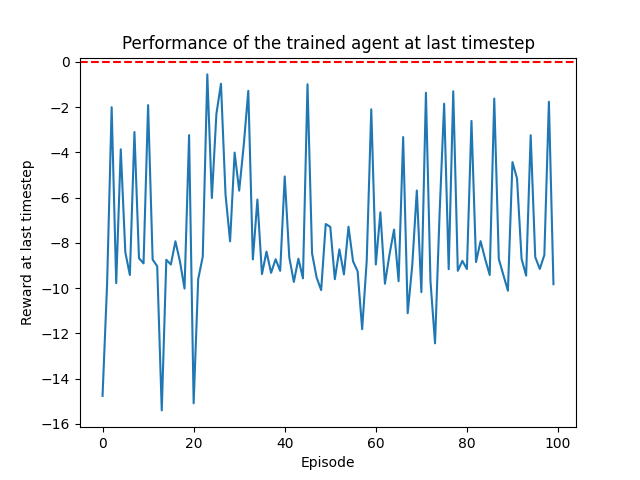 Performance of the trained agent at last timestep
0
−2
−4
−6
−8
−10
−12
−14
−16
Reward at last timestep
0 20 40 60 80 100
Episode